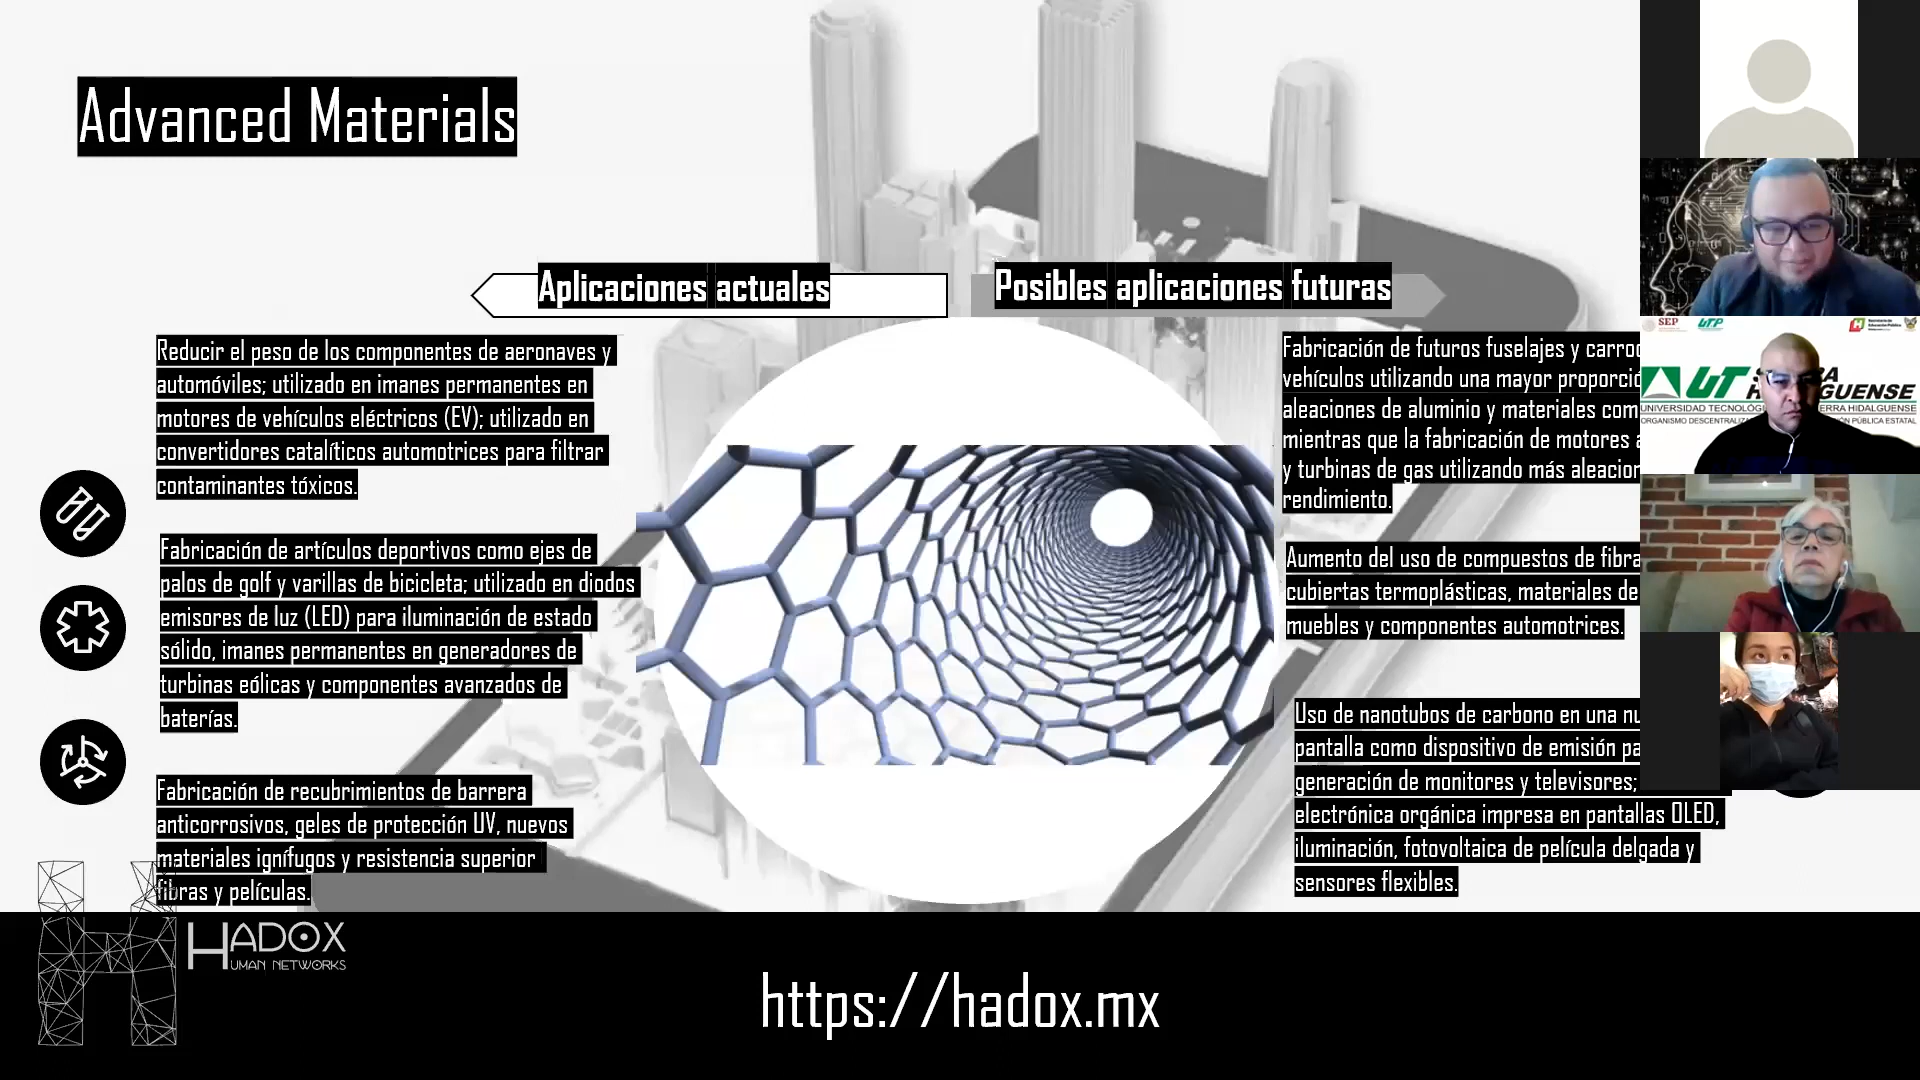 Advanced Materials
Aplicaciones actuales
Reducir el peso de los componentes de aeronaves y
automóviles; utilizado en imanes permanentes en
motores de vehículos eléctricos (EV); utilizado en
convertidores catalíticos automotrices para filtrar
contaminantes tóxicos.
Fabricación de artículos deportivos como ejes de
palos de golf y varillas de bicicleta; utilizado en diodos
emisores de luz (LED) para iluminación de estado
sólido, imanes permanentes en generadores de
turbinas eólicas y componentes avanzados de
baterías.
Fabricación de recubrimientos de barrera
anticorrosivos, geles de protección UV, nuevos
materiales ignífugos y resistencia superior
fibras y películas.
Posibles aplicaciones futuras
Fabricación de futuros fuselajes y
vehículos utilizando una mayor
aleaciones de aluminio y materiales
mientras que la fabricación de motores
y turbinas de gas utilizando más
rendimiento.
Aumento del uso de compuestos de fibra
cubiertas termoplásticas, materiales de
muebles y componentes automotrices.
Uso de nanotubos de carbono en una
pantalla como dispositivo de emisión
generación de monitores y televisores;
electrónica orgánica impresa en pantallas OLED,
iluminación, fotovoltaica de película delgada y
sensores flexibles.
SEP UTP
UT
HIDALGUENSE
HADOX
HUMAN NETWORKS
https://hadox.mx